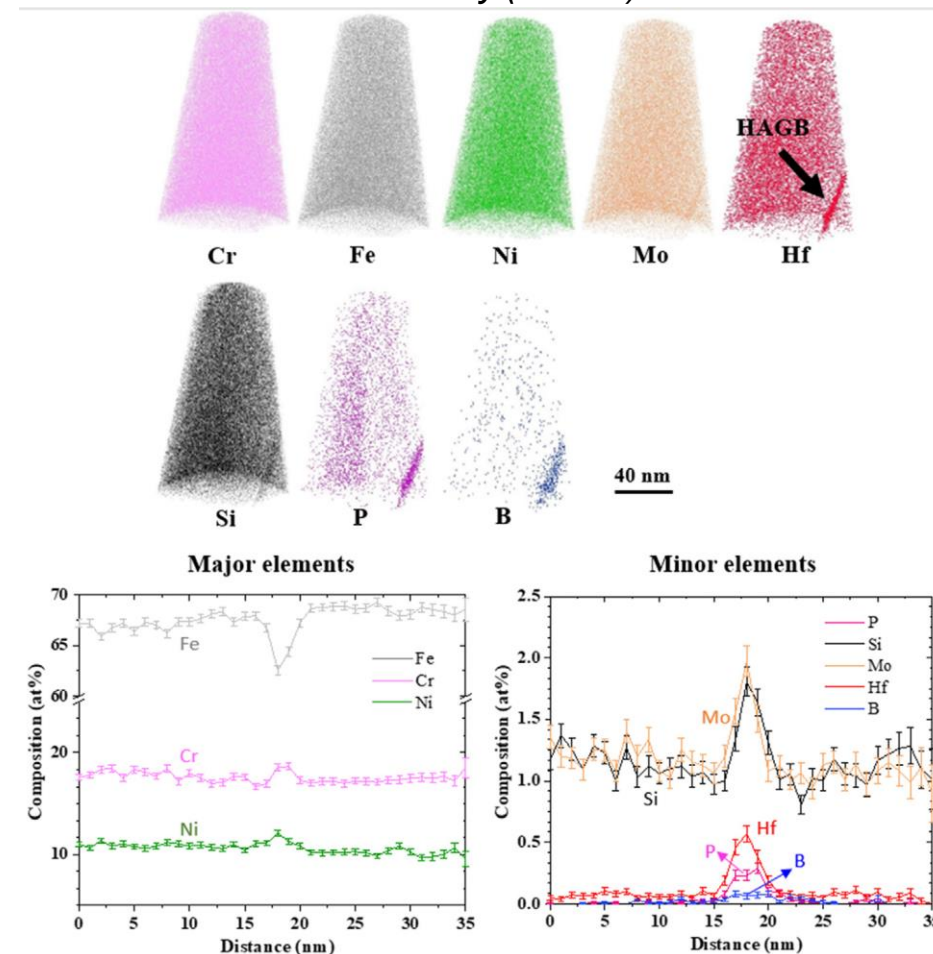 HAGB
Cr Fe Ni Mo Hf
40 nm
Si P B
Major elements
70
65
60
20
10
Composition (at%)
Fe
Cr
Ni
Fe
Cr
Ni
0 5 10 15 20 25 30 35
Distance (nm)
Minor elements
2.5
2.0
1.5
1.0
0.5
0.0
Composition (at%)
P
Si
Mo
Hf
B
Mo
Si
Hf
P
B
0 5 10 15 20 25 30 35
Distance (nm)